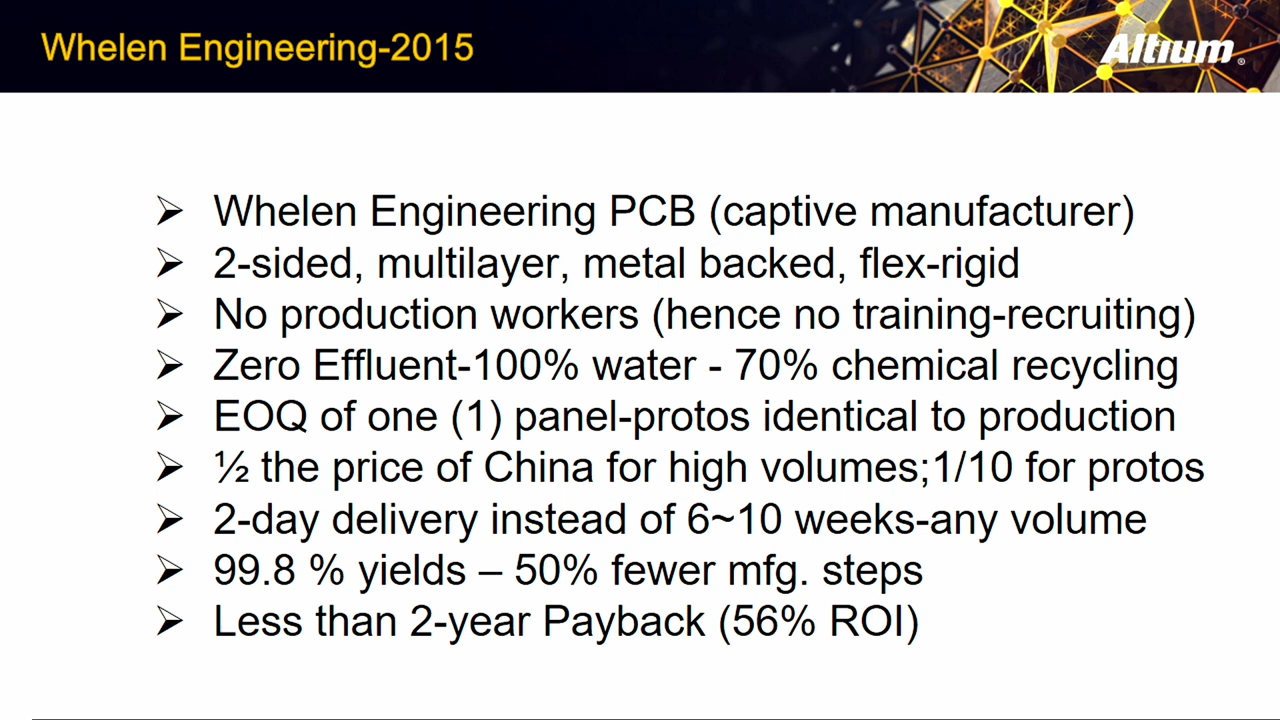 Whelen Engineering-2015
Altium®
➢ Whelen Engineering PCB (captive manufacturer)
➢ 2-sided, multilayer, metal backed, flex-rigid
➢ No production workers (hence no training-recruiting)
➢ Zero Effluent-100% water - 70% chemical recycling
➢ EOQ of one (1) panel-protos identical to production
➢ ½ the price of China for high volumes;1/10 for protos
➢ 2-day delivery instead of 6~10 weeks-any volume
➢ 99.8 % yields – 50% fewer mfg. steps
➢ Less than 2-year Payback (56% ROI)